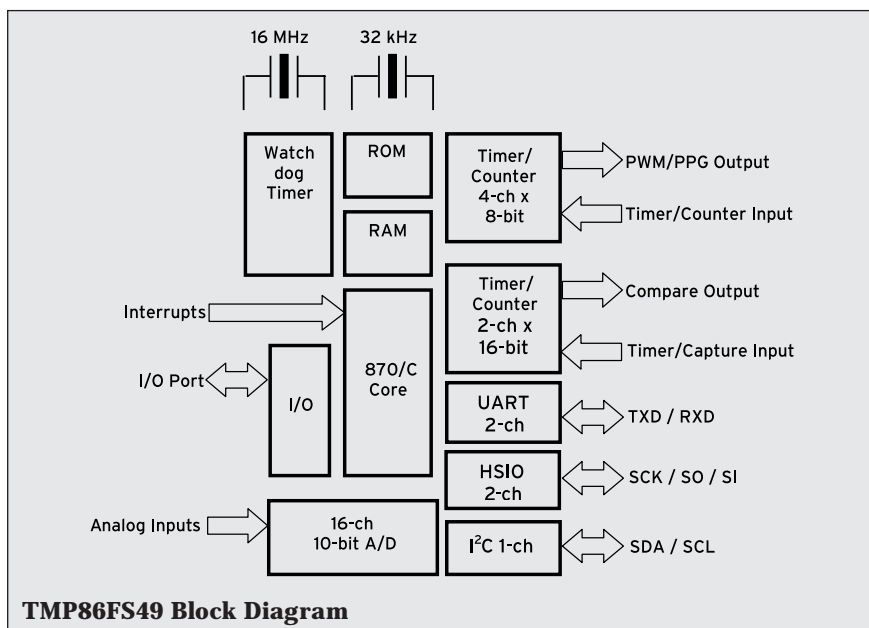 16 MHz
32 kHz
Watch
dog
Timer
ROM
RAM
Timer/
Counter
4-ch x
8-bit
PWM/PPG Output
Timer/Counter Input
Timer/
Counter
2-ch x
16-bit
Compare Output
Timer/Capture Input
Interrupts
I/O Port
I/O
870/C
Core
UART
2-ch
TXD / RXD
HSIO
2-ch
SCK / SO / SI
Analog Inputs
16-ch
10-bit A/D
I²C 1-ch
SDA / SCL
TMP86FS49 Block Diagram